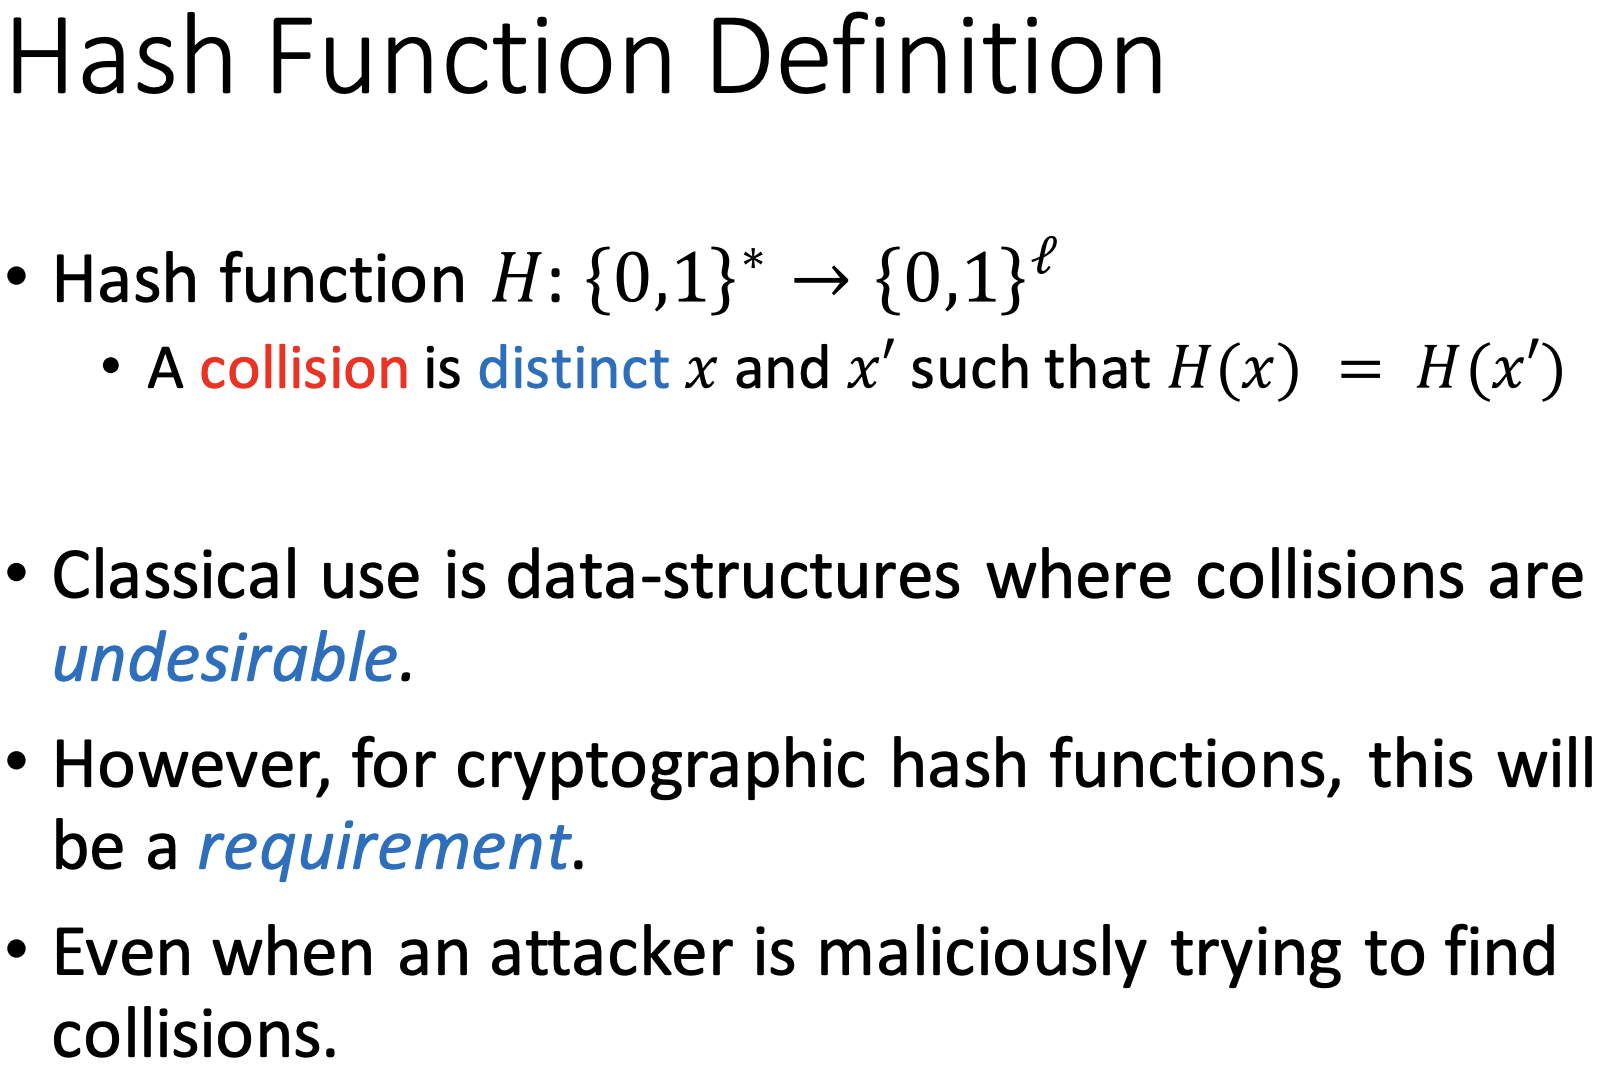 Hash Function Definition
• Hash function H: {0,1}* → {0,1}^ℓ
• A collision is distinct x and x′ such that H(x) = H(x′)
• Classical use is data-structures where collisions are
undesirable.
• However, for cryptographic hash functions, this will
be a requirement.
• Even when an attacker is maliciously trying to find
collisions.